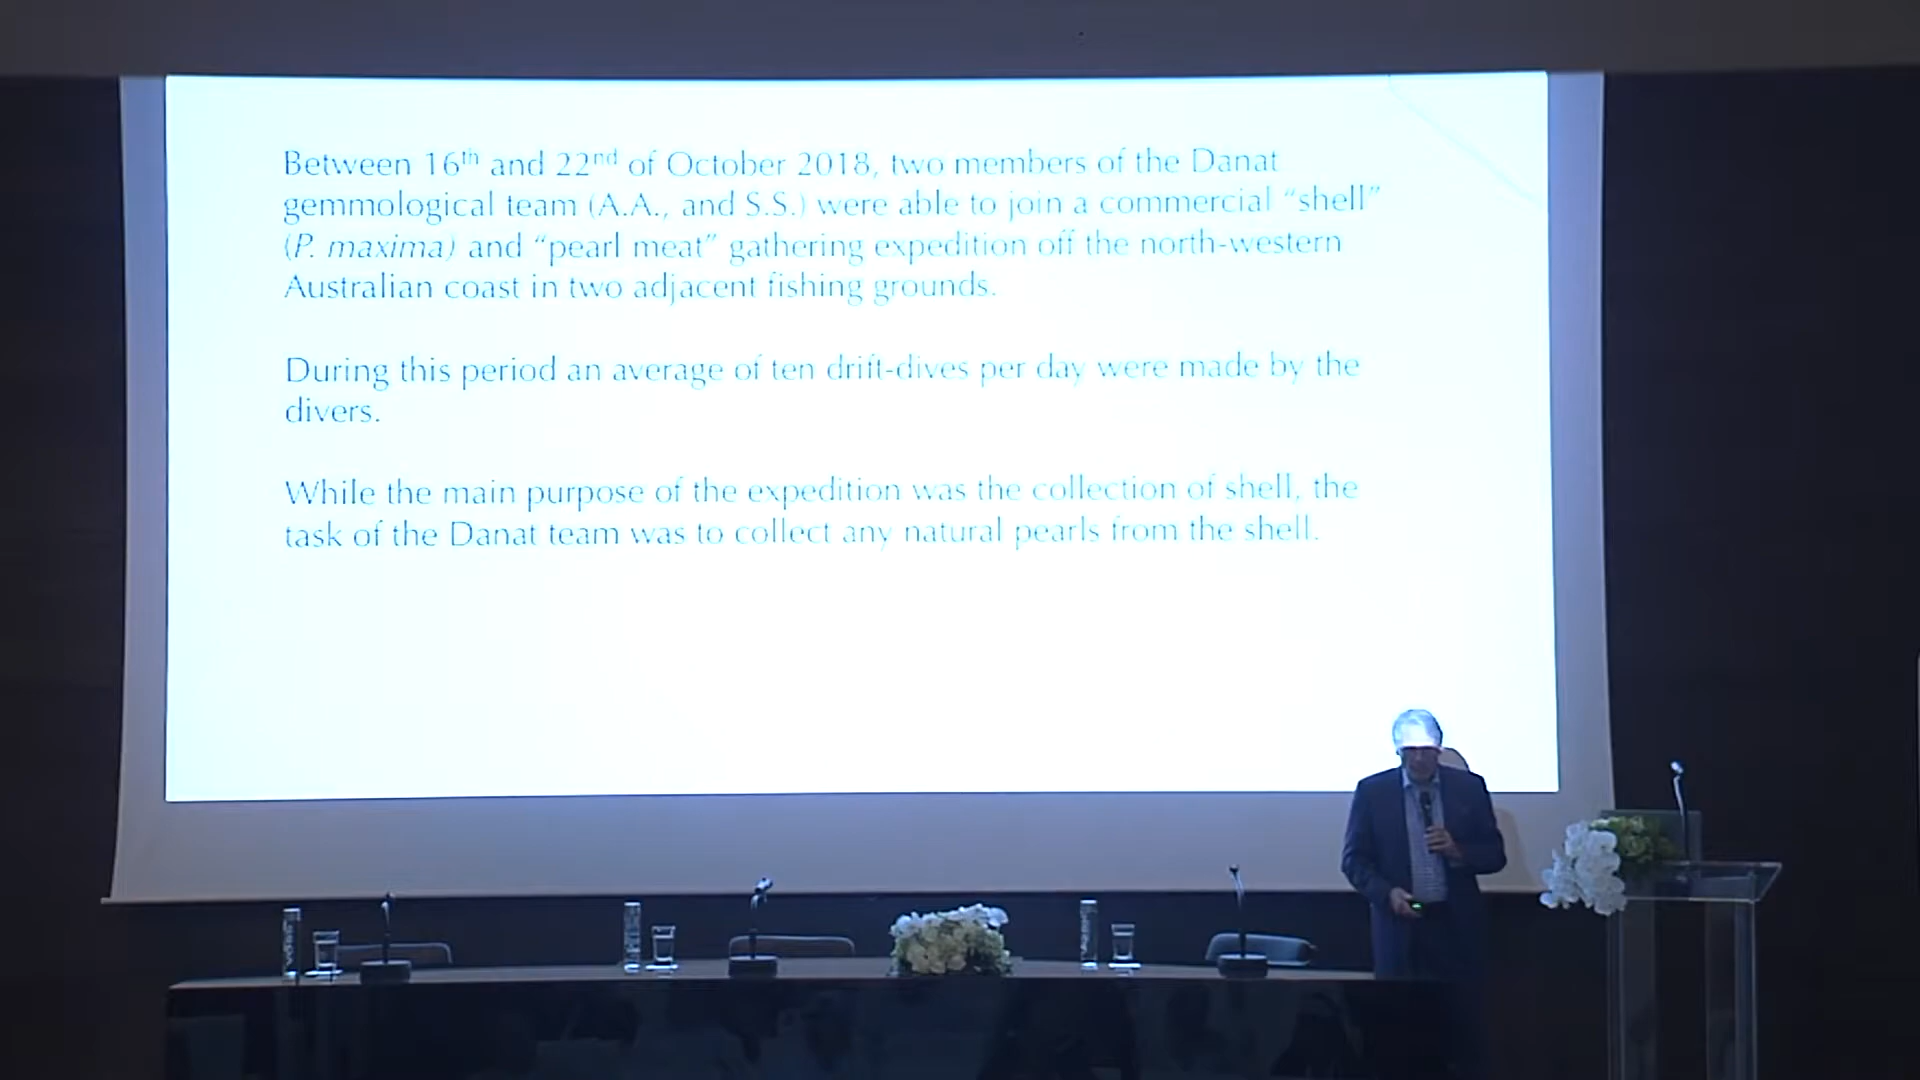 Between 16th and 22nd of October 2018, two members of the Danat
gemmological team (A.A., and S.S.) were able to join a commercial “shell”
(P. maxima) and “pearl meat” gathering expedition off the north-western
Australian coast in two adjacent fishing grounds.
During this period an average of ten drift-dives per day were made by the
divers.
While the main purpose of the expedition was the collection of shell, the
task of the Danat team was to collect any natural pearls from the shell.